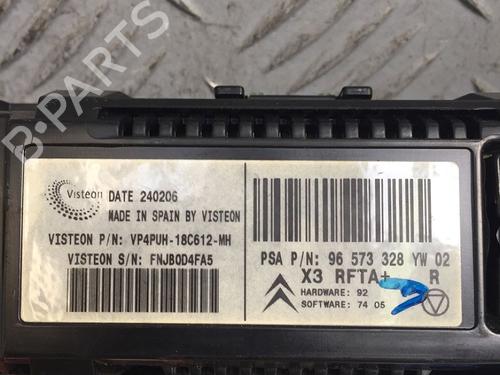 B-PARTS
Visteon
DATE 240206
MADE IN SPAIN BY VISTEON
VISTEON P/N: VP4PUH-18C612-MH
VISTEON S/N: FNJB0D4FA5
PSA P/N: 96 573 328 YW 02
X3 RFTA+ R
HARDWARE: 92
SOFTWARE: 74 05